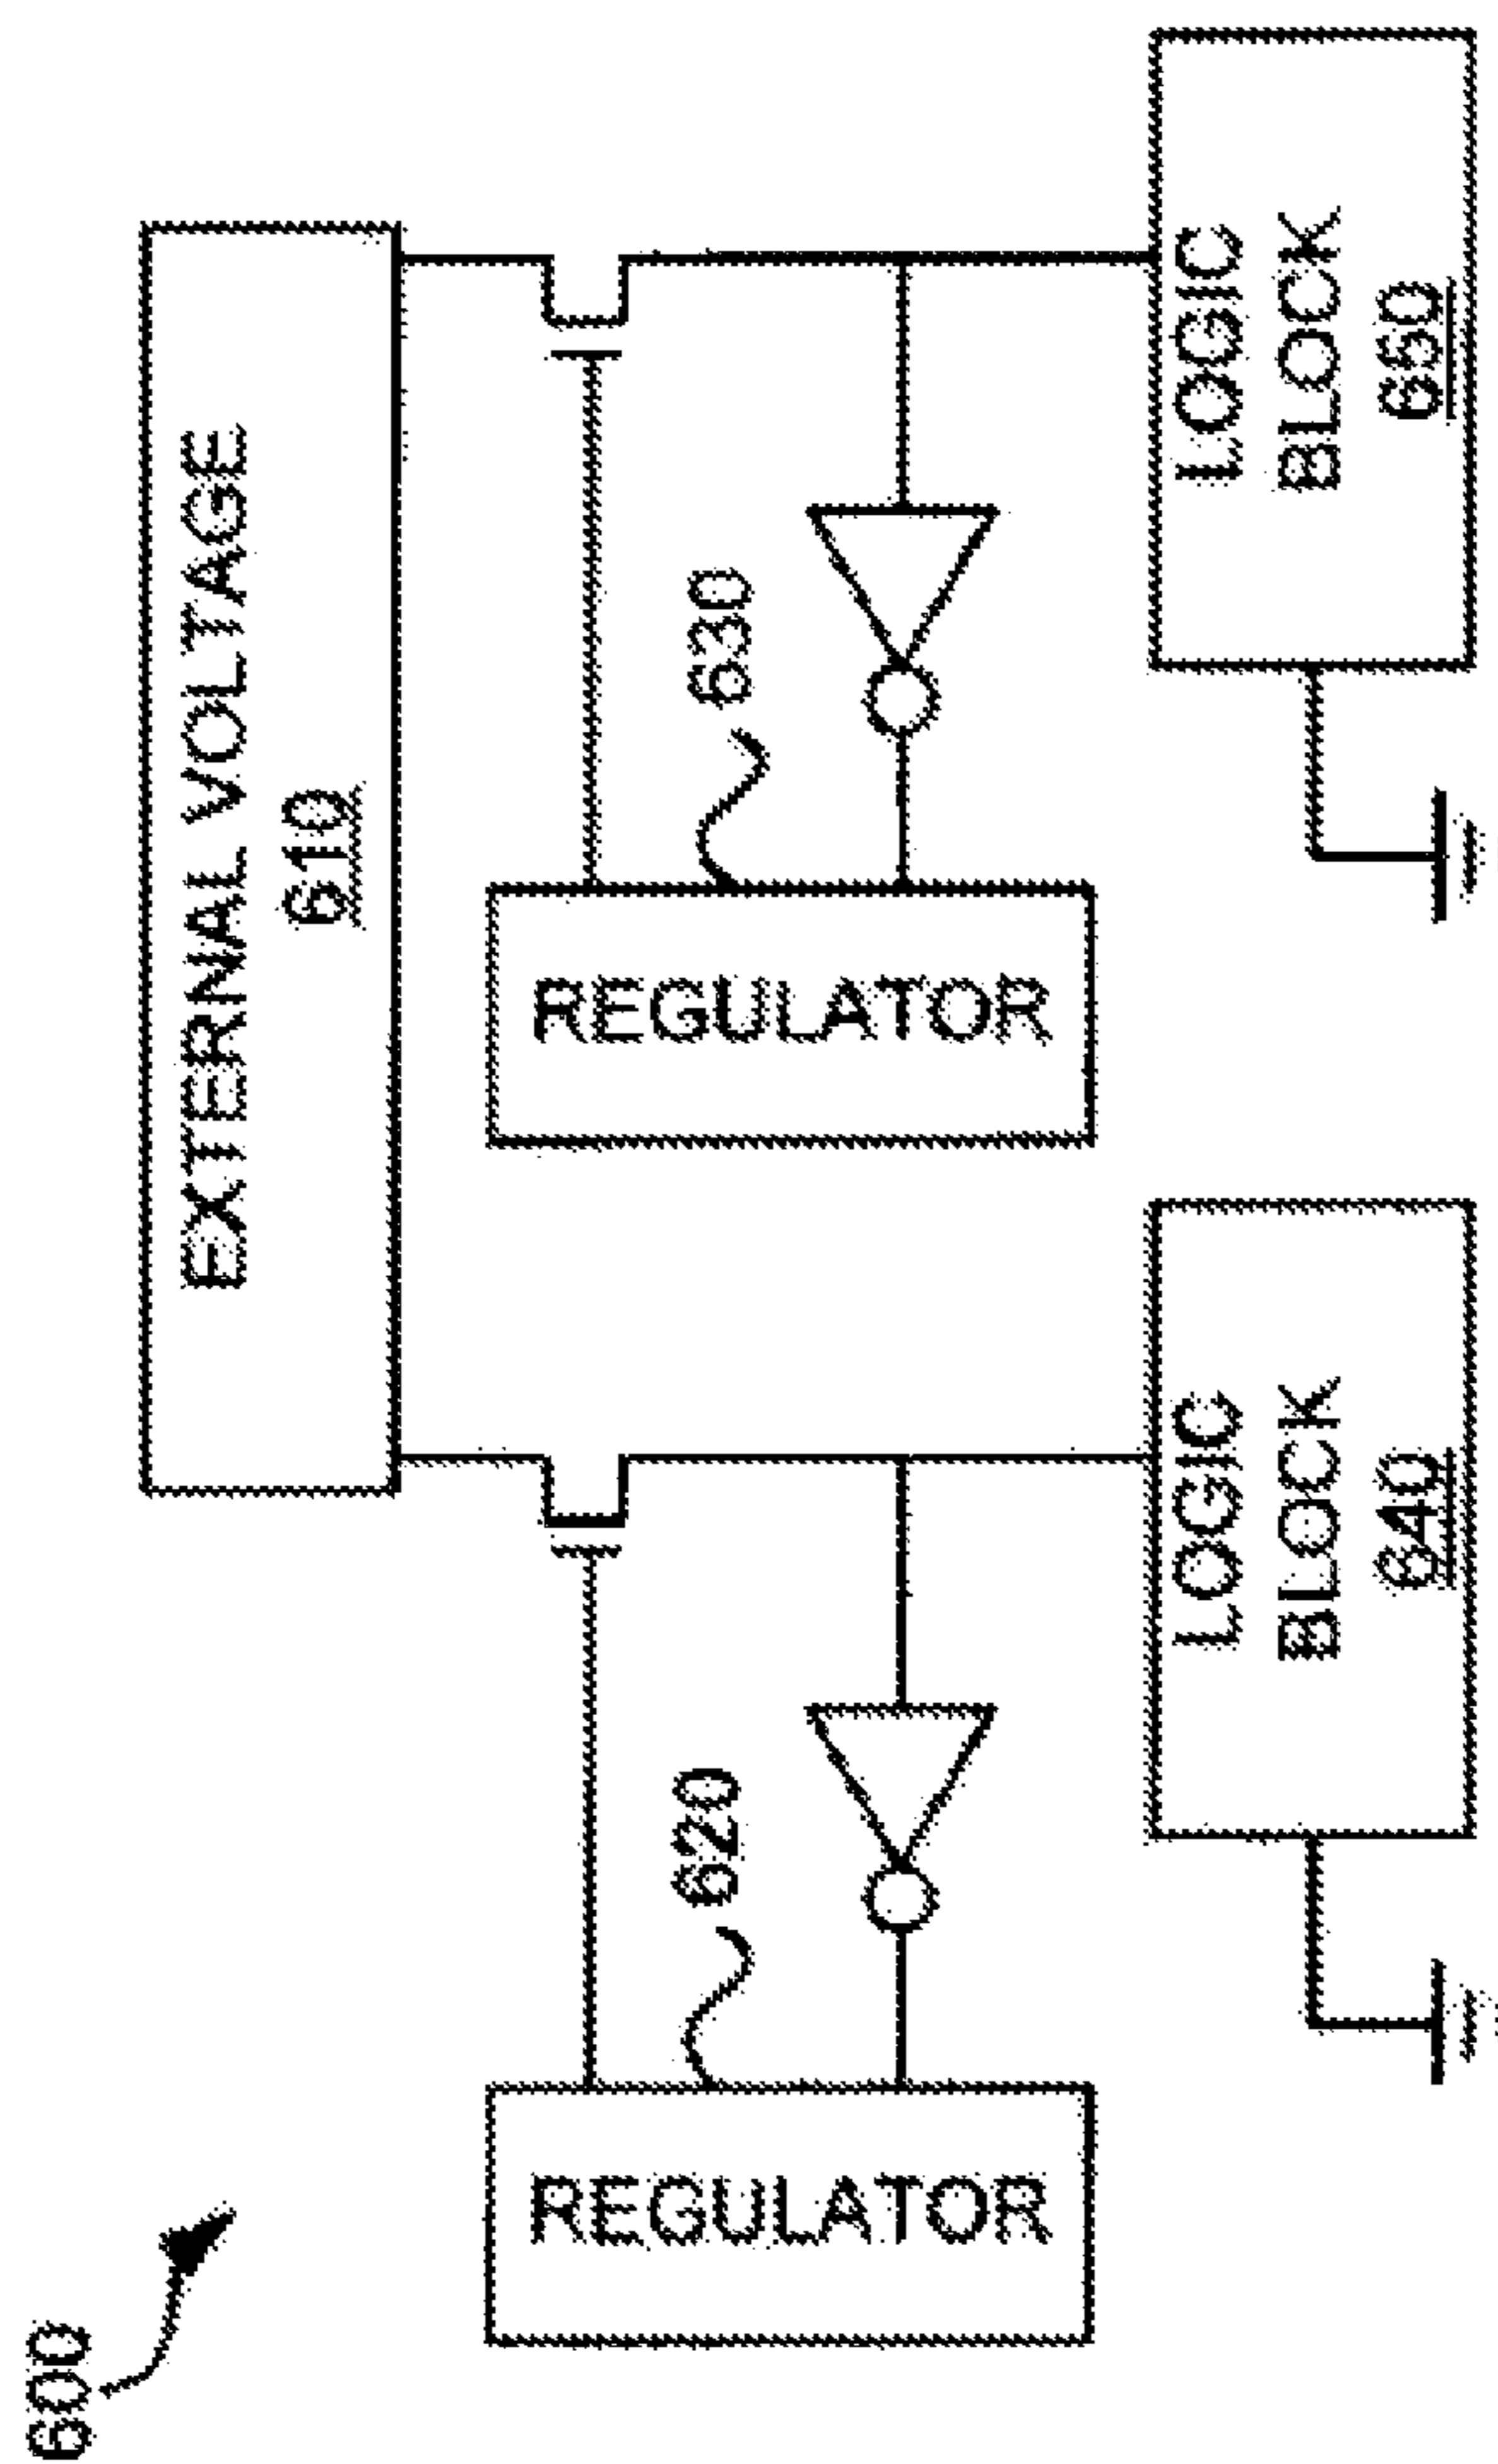 600
EXTERNAL VOLTAGE
610
REGULATOR
620
REGULATOR
630
LOGIC
BLOCK
640
LOGIC
BLOCK
650